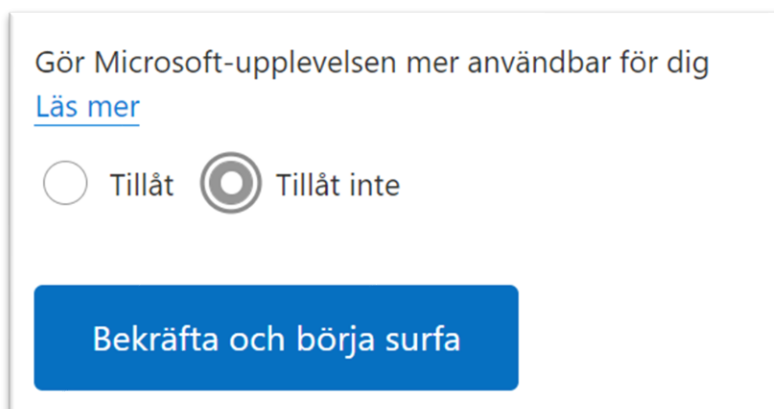 Gör Microsoft-upplevelsen mer användbar för dig
Läs mer
Tillåt Tillåt inte
Bekräfta och börja surfa